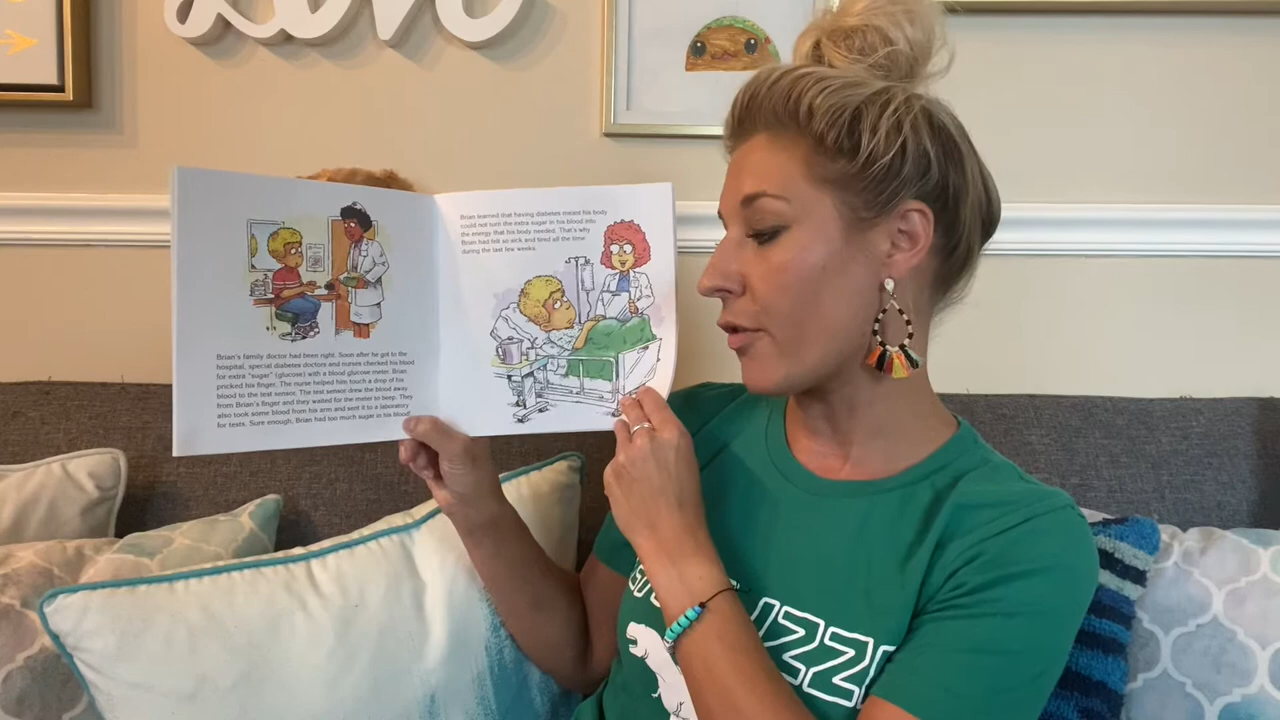 Love
Brian's family doctor had been right. Soon after he got to the
hospital, special diabetes doctors and nurses checked his blood
for extra "sugar" (glucose) with a blood glucose meter. Brian
pricked his finger. The nurse helped him touch a drop of his
blood to the test sensor. The test sensor drew the blood away
from Brian's finger and they waited for the meter to beep. They
also took some blood from his arm and sent it to a laboratory
for tests. Sure enough, Brian had too much sugar in his blood!
Brian learned that having diabetes meant his body
could not turn the extra sugar in his blood into
the energy that his body needed. That's why
Brian had felt so sick and tired all the time
during the last few weeks.